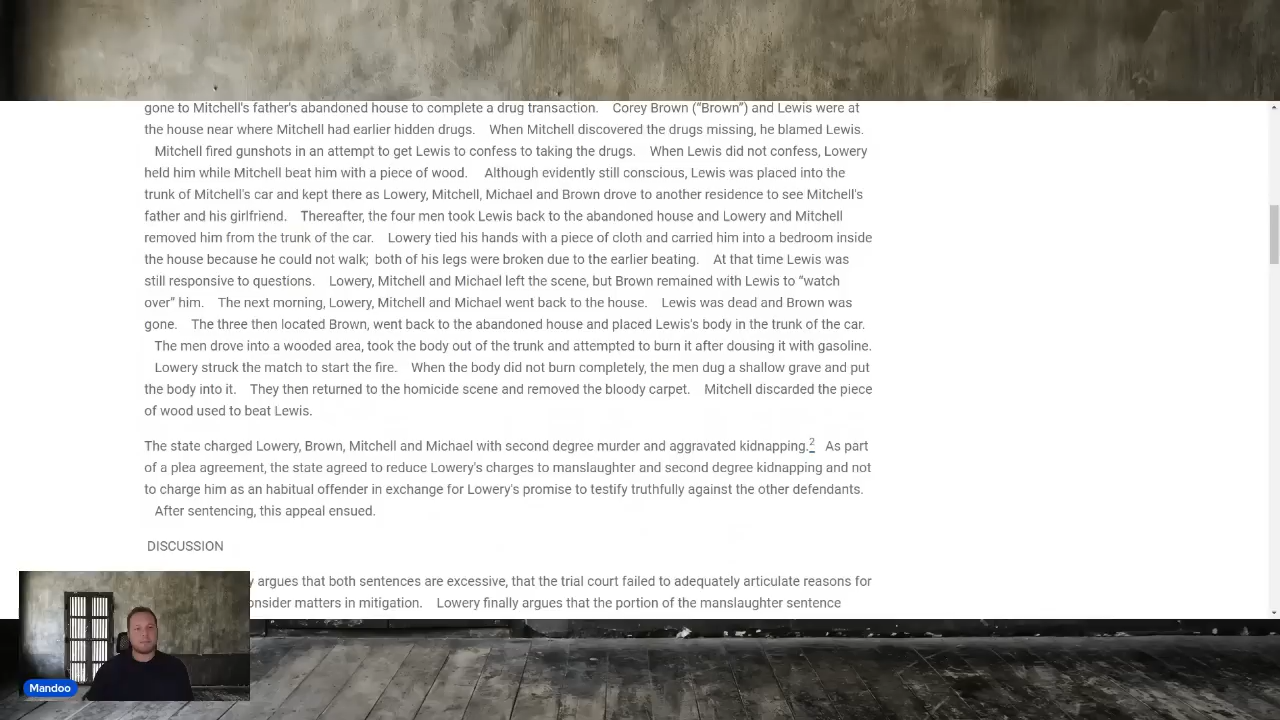 gone to Mitchell's father's abandoned house to complete a drug transaction. Corey Brown (“Brown”) and Lewis were at
the house near where Mitchell had earlier hidden drugs. When Mitchell discovered the drugs missing, he blamed Lewis.
Mitchell fired gunshots in an attempt to get Lewis to confess to taking the drugs. When Lewis did not confess, Lowery
held him while Mitchell beat him with a piece of wood. Although evidently still conscious, Lewis was placed into the
trunk of Mitchell's car and kept there as Lowery, Mitchell, Michael and Brown drove to another residence to see Mitchell's
father and his girlfriend. Thereafter, the four men took Lewis back to the abandoned house and Lowery and Mitchell
removed him from the trunk of the car. Lowery tied his hands with a piece of cloth and carried him into a bedroom inside
the house because he could not walk; both of his legs were broken due to the earlier beating. At that time Lewis was
still responsive to questions. Lowery, Mitchell and Michael left the scene, but Brown remained with Lewis to “watch
over” him. The next morning, Lowery, Mitchell and Michael went back to the house. Lewis was dead and Brown was
gone. The three then located Brown, went back to the abandoned house and placed Lewis's body in the trunk of the car.
The men drove into a wooded area, took the body out of the trunk and attempted to burn it after dousing it with gasoline.
Lowery struck the match to start the fire. When the body did not burn completely, the men dug a shallow grave and put
the body into it. They then returned to the homicide scene and removed the bloody carpet. Mitchell discarded the piece
of wood used to beat Lewis.
The state charged Lowery, Brown, Mitchell and Michael with second degree murder and aggravated kidnapping.2 As part
of a plea agreement, the state agreed to reduce Lowery's charges to manslaughter and second degree kidnapping and not
to charge him as an habitual offender in exchange for Lowery's promise to testify truthfully against the other defendants.
After sentencing, this appeal ensued.
DISCUSSION
argues that both sentences are excessive, that the trial court failed to adequately articulate reasons for
matters in mitigation. Lowery finally argues that the portion of the manslaughter sentence
Mandoo